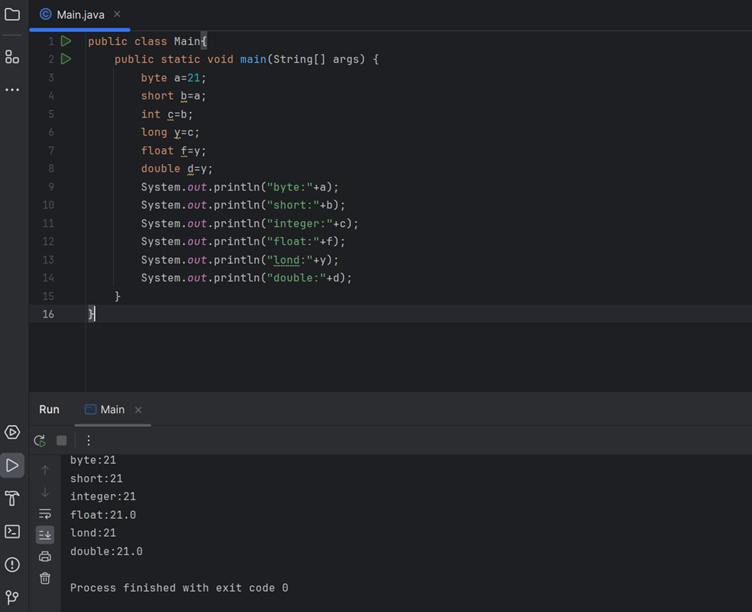 Main.java
1 public class Main{
2 public static void main(String[] args) {
3 byte a=21;
4 short b=a;
5 int c=b;
6 long y=c;
7 float f=y;
8 double d=y;
9 System.out.println("byte:"+a);
10 System.out.println("short:"+b);
11 System.out.println("integer:"+c);
12 System.out.println("float:"+f);
13 System.out.println("lond:"+y);
14 System.out.println("double:"+d);
15 }
16 }
Run Main
byte:21
short:21
integer:21
float:21.0
lond:21
double:21.0
Process finished with exit code 0